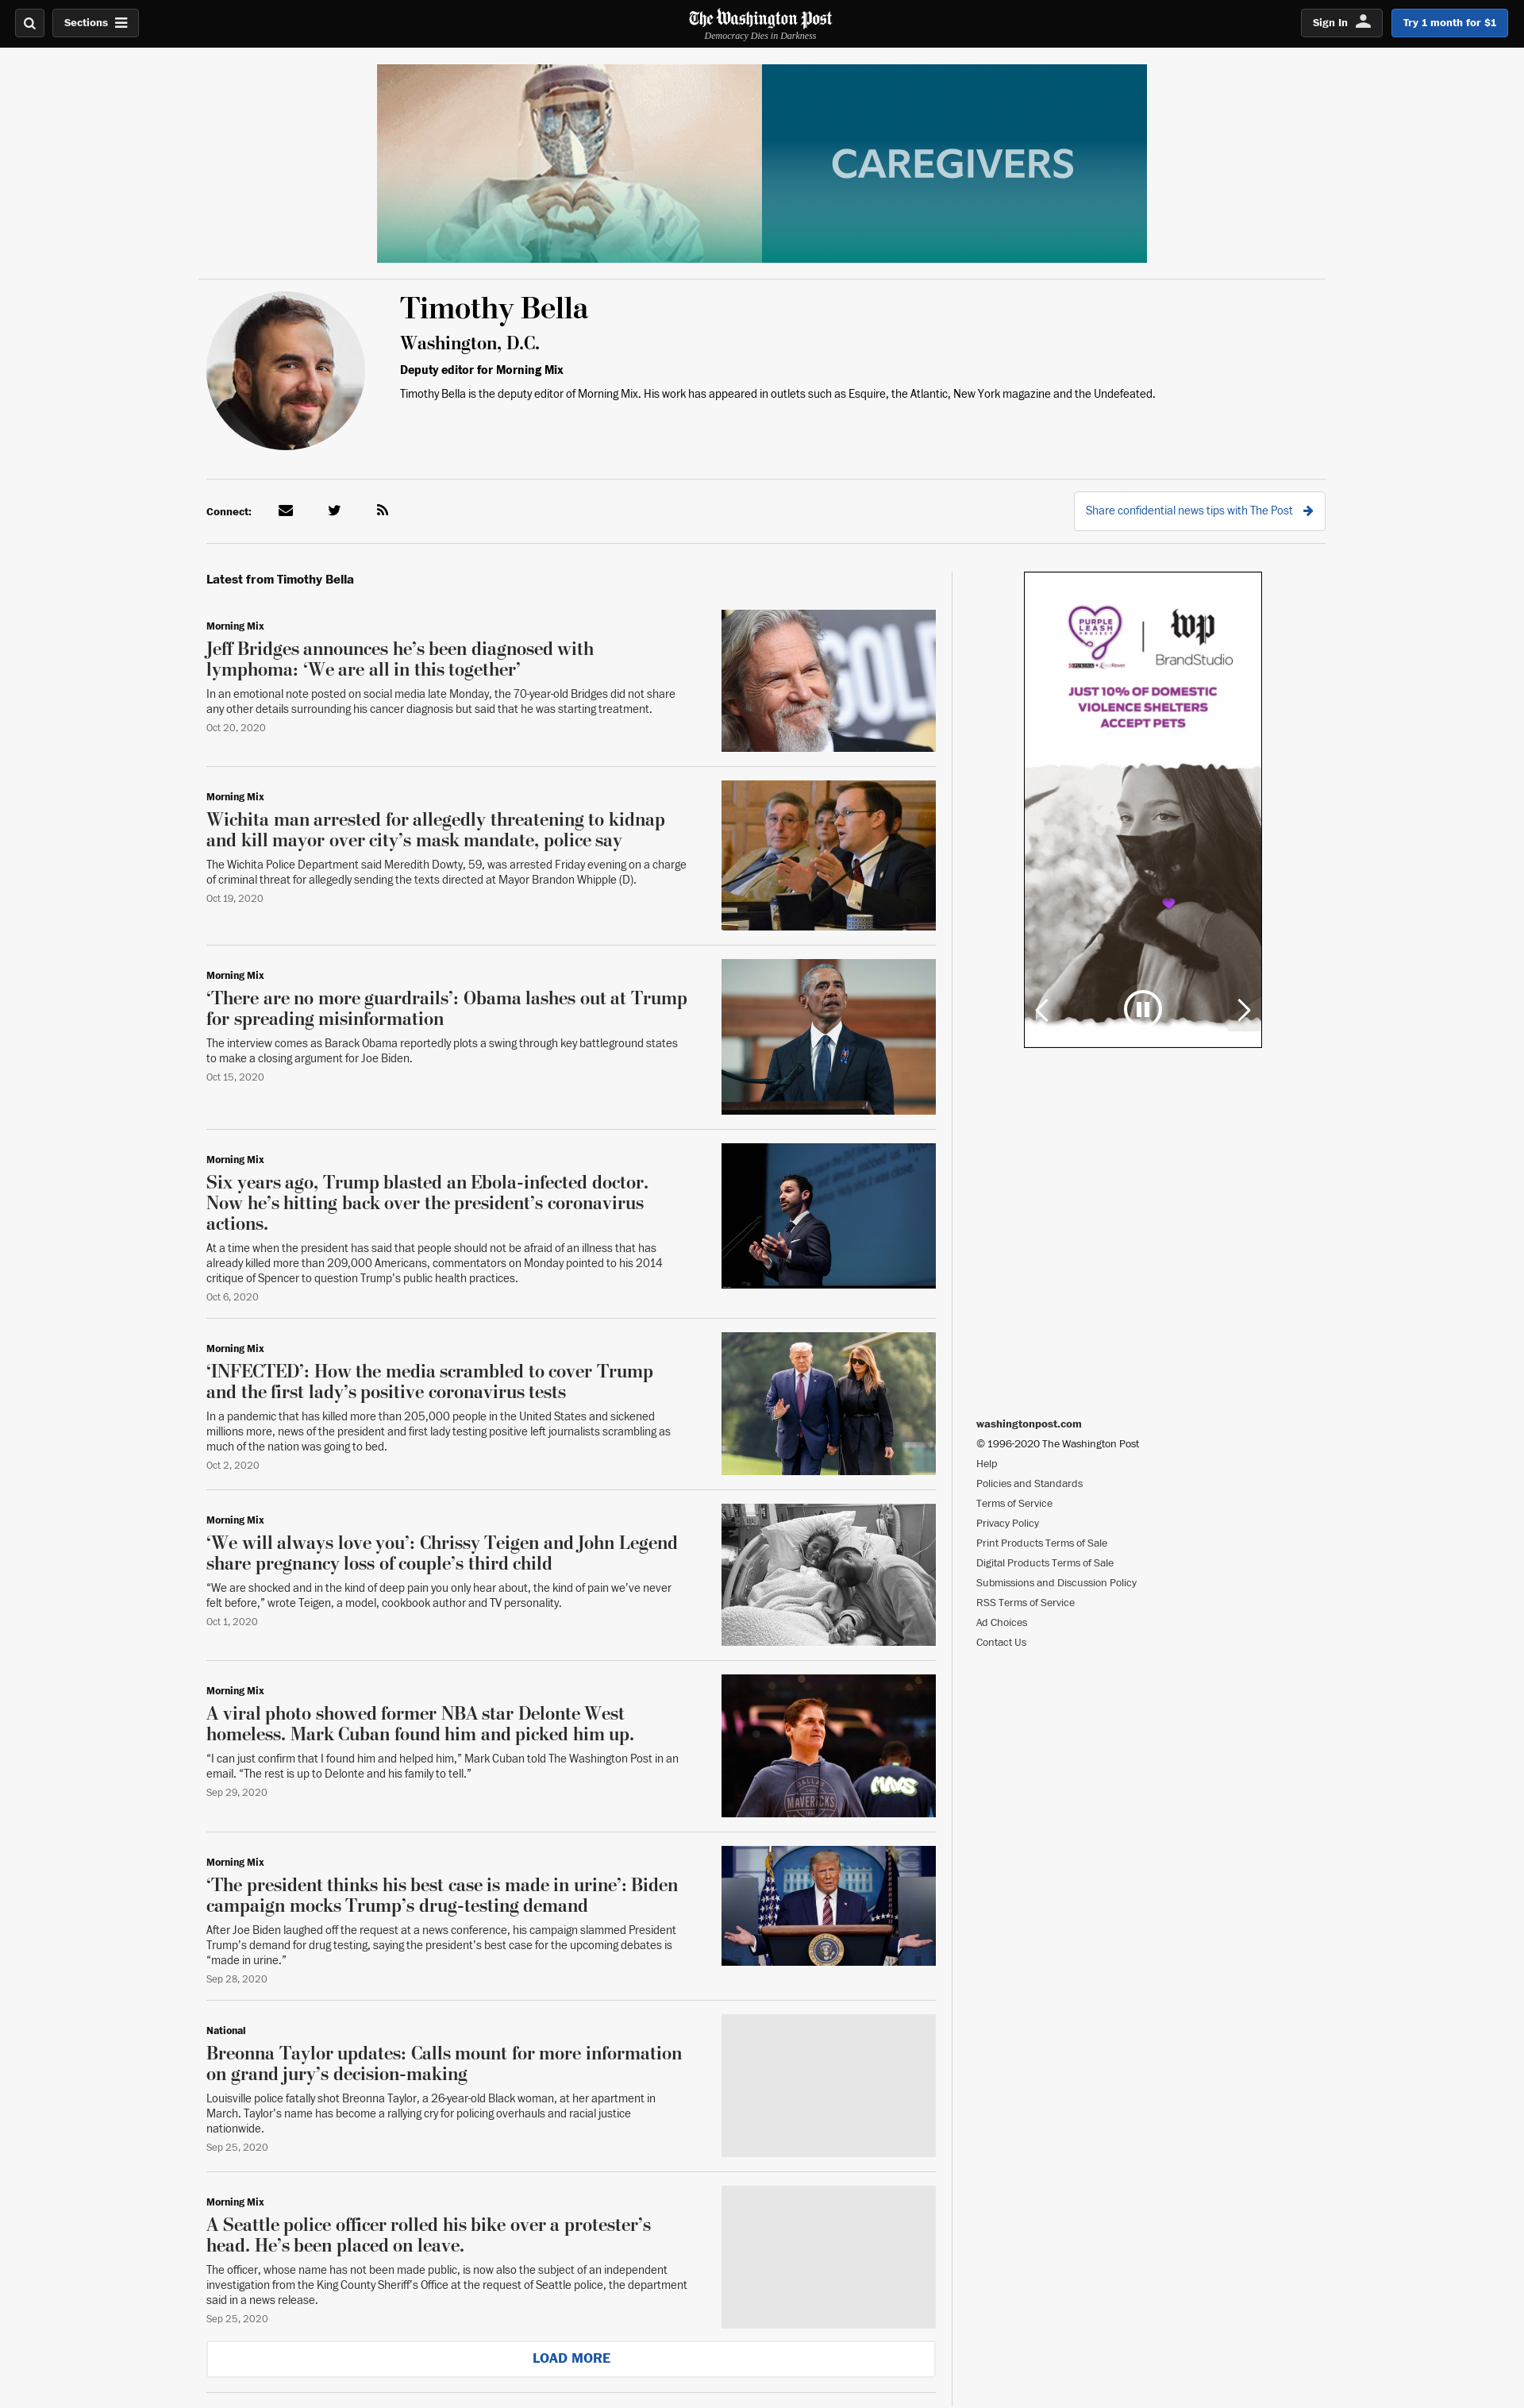 Sections
The Washington Post
Democracy Dies in Darkness
Sign In
Try 1 month for $1
CAREGIVERS
Timothy Bella
Washington, D.C.
Deputy editor for Morning Mix
Timothy Bella is the deputy editor of Morning Mix. His work has appeared in outlets such as Esquire, the Atlantic, New York magazine and the Undefeated.
Connect:
Share confidential news tips with The Post
Latest from Timothy Bella
Morning Mix
Jeff Bridges announces he’s been diagnosed with
lymphoma: ‘We are all in this together’
In an emotional note posted on social media late Monday, the 70-year-old Bridges did not share
any other details surrounding his cancer diagnosis but said that he was starting treatment.
Oct 20, 2020
GOLD
Morning Mix
Wichita man arrested for allegedly threatening to kidnap
and kill mayor over city’s mask mandate, police say
The Wichita Police Department said Meredith Dowty, 59, was arrested Friday evening on a charge
of criminal threat for allegedly sending the texts directed at Mayor Brandon Whipple (D).
Oct 19, 2020
Morning Mix
‘There are no more guardrails’: Obama lashes out at Trump
for spreading misinformation
The interview comes as Barack Obama reportedly plots a swing through key battleground states
to make a closing argument for Joe Biden.
Oct 15, 2020
Morning Mix
Six years ago, Trump blasted an Ebola-infected doctor.
Now he’s hitting back over the president’s coronavirus
actions.
At a time when the president has said that people should not be afraid of an illness that has
already killed more than 209,000 Americans, commentators on Monday pointed to his 2014
critique of Spencer to question Trump’s public health practices.
Oct 6, 2020
Morning Mix
‘INFECTED’: How the media scrambled to cover Trump
and the first lady’s positive coronavirus tests
In a pandemic that has killed more than 205,000 people in the United States and sickened
millions more, news of the president and first lady testing positive left journalists scrambling as
much of the nation was going to bed.
Oct 2, 2020
Morning Mix
‘We will always love you’: Chrissy Teigen and John Legend
share pregnancy loss of couple’s third child
“We are shocked and in the kind of deep pain you only hear about, the kind of pain we’ve never
felt before,” wrote Teigen, a model, cookbook author and TV personality.
Oct 1, 2020
Morning Mix
A viral photo showed former NBA star Delonte West
homeless. Mark Cuban found him and picked him up.
“I can just confirm that I found him and helped him,” Mark Cuban told The Washington Post in an
email. “The rest is up to Delonte and his family to tell.”
Sep 29, 2020
DALLAS
MAVERICKS
MAVS
Morning Mix
‘The president thinks his best case is made in urine’: Biden
campaign mocks Trump’s drug-testing demand
After Joe Biden laughed off the request at a news conference, his campaign slammed President
Trump’s demand for drug testing, saying the president’s best case for the upcoming debates is
“made in urine.”
Sep 28, 2020
National
Breonna Taylor updates: Calls mount for more information
on grand jury’s decision-making
Louisville police fatally shot Breonna Taylor, a 26-year-old Black woman, at her apartment in
March. Taylor’s name has become a rallying cry for policing overhauls and racial justice
nationwide.
Sep 25, 2020
Morning Mix
A Seattle police officer rolled his bike over a protester’s
head. He’s been placed on leave.
The officer, whose name has not been made public, is now also the subject of an independent
investigation from the King County Sheriff’s Office at the request of Seattle police, the department
said in a news release.
Sep 25, 2020
LOAD MORE
PURPLE
LEASH
PROJECT
wp
BrandStudio
JUST 10% OF DOMESTIC
VIOLENCE SHELTERS
ACCEPT PETS
washingtonpost.com
© 1996-2020 The Washington Post
Help
Policies and Standards
Terms of Service
Privacy Policy
Print Products Terms of Sale
Digital Products Terms of Sale
Submissions and Discussion Policy
RSS Terms of Service
Ad Choices
Contact Us